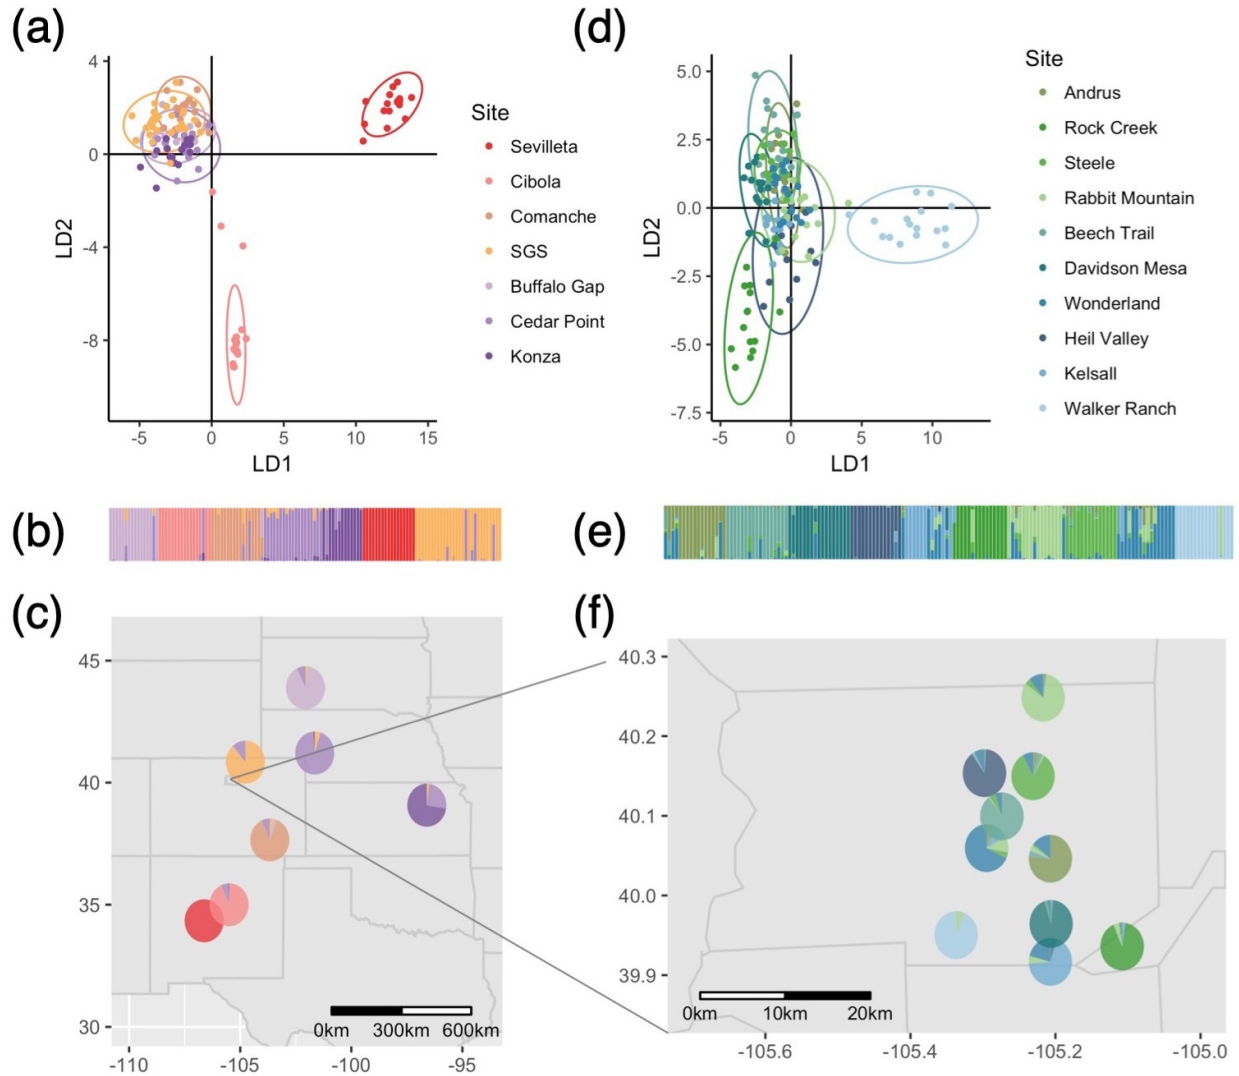 (a)
4
0
-4
-8
LD2
-5 0 5 10 15
LD1
Site
Sevilleta
Cibola
Comanche
SGS
Buffalo Gap
Cedar Point
Konza
(d)
5.0
2.5
0.0
-2.5
-5.0
-7.5
LD2
-5 0 5 10
LD1
Site
Andrus
Rock Creek
Steele
Rabbit Mountain
Beech Trail
Davidson Mesa
Wonderland
Heil Valley
Kelsall
Walker Ranch
(b)
(e)
(c)
45
40
35
30
0km 300km 600km
-110 -105 -100 -95
(f)
40.3
40.2
40.1
40.0
39.9
0km 10km 20km
-105.6 -105.4 -105.2 -105.0